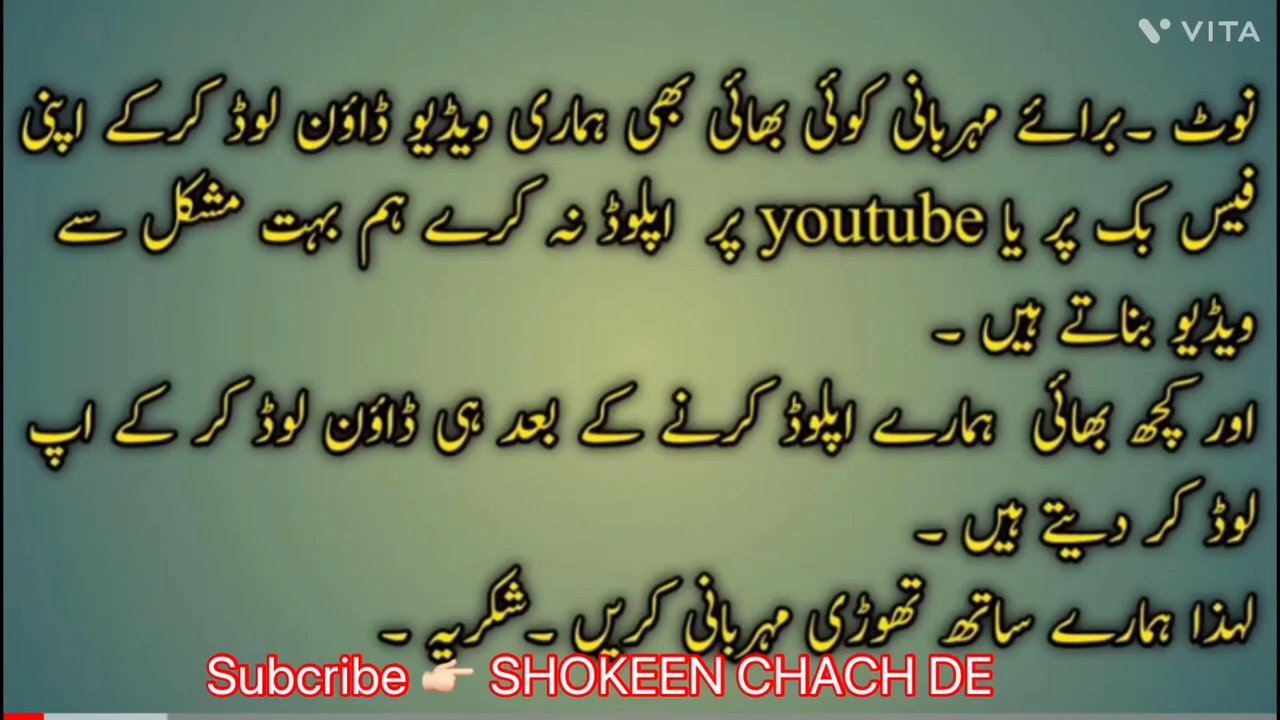 VITA
نوٹ ۔برائے مہربانی کوئی بھائی بھی ہماری ویڈیو ڈاؤن لوڈ کرکے اپنی
فیس بک پر یا youtube پر اپلوڈ نہ کرے ہم بہت مشکل سے
ویڈیو بناتے ہیں ۔
اور کچھ بھائی ہمارے اپلوڈ کرنے کے بعد ہی ڈاؤن لوڈ کر کے اپ
لوڈ کر دیتے ہیں ۔
لہذا ہمارے ساتھ تھوڑی مہربانی کریں ۔شکریہ ۔
Subcribe 👉🏻 SHOKEEN CHACH DE